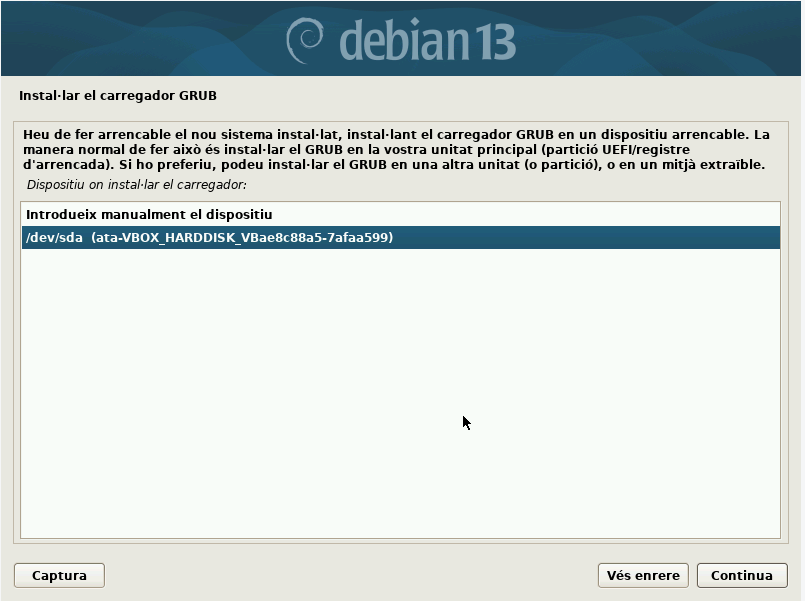 debian 13
Instal·lar el carregador GRUB
Heu de fer arrencable el nou sistema instal·lat, instal·lant el carregador GRUB en un dispositiu arrencable. La
manera normal de fer això és instal·lar el GRUB en la vostra unitat principal (partició UEFI/registre
d'arrencada). Si ho preferiu, podeu instal·lar el GRUB en una altra unitat (o partició), o en un mitjà extraïble.
Dispositiu on instal·lar el carregador:
Introdueix manualment el dispositiu
/dev/sda (ata-VBOX_HARDDISK_VBae8c88a5-7afaa599)
Captura
Vés enrere
Continua